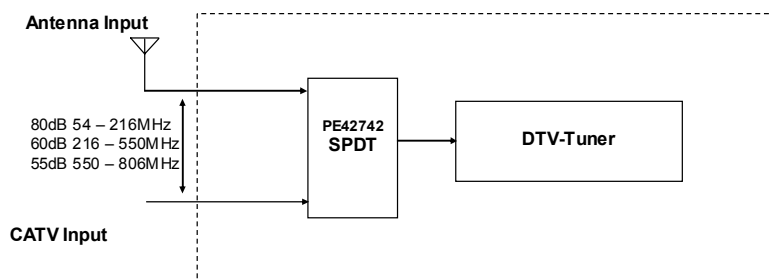 Antenna Input
80dB 54 – 216MHz
60dB 216 – 550MHz
55dB 550 – 806MHz
PE42742
SPDT
DTV-Tuner
CATV Input